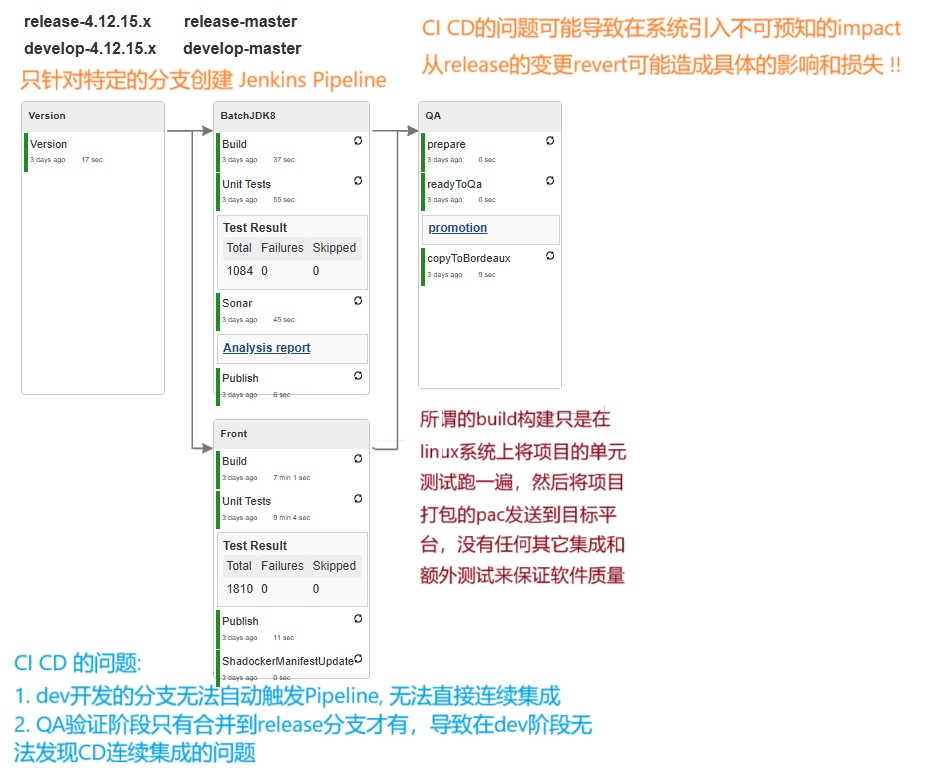 release-4.12.15.x release-master
develop-4.12.15.x develop-master
只针对特定的分支创建 Jenkins Pipeline
CI CD的问题可能导致在系统引入不可预知的impact
从release的变更revert可能造成具体的影响和损失 !!
Version
Version
3 days ago 17 sec
BatchJDK8
Build
3 days ago 37 sec
Unit Tests
3 days ago 55 sec
Test Result
Total Failures Skipped
1084 0 0
Sonar
3 days ago 45 sec
Analysis report
Publish
3 days ago 6 sec
QA
prepare
3 days ago 0 sec
readyToQa
3 days ago 0 sec
promotion
copyToBordeaux
3 days ago 9 sec
Front
Build
3 days ago 7 min 1 sec
Unit Tests
3 days ago 9 min 4 sec
Test Result
Total Failures Skipped
1810 0 0
Publish
3 days ago 11 sec
ShadockerManifestUpdate
3 days ago 0 sec
所谓的build构建只是在
linux系统上将项目的单元
测试跑一遍，然后将项目
打包的pac发送到目标平
台，没有任何其它集成和
额外测试来保证软件质量
CI CD 的问题:
1. dev开发的分支无法自动触发Pipeline, 无法直接连续集成
2. QA验证阶段只有合并到release分支才有，导致在dev阶段无
法发现CD连续集成的问题